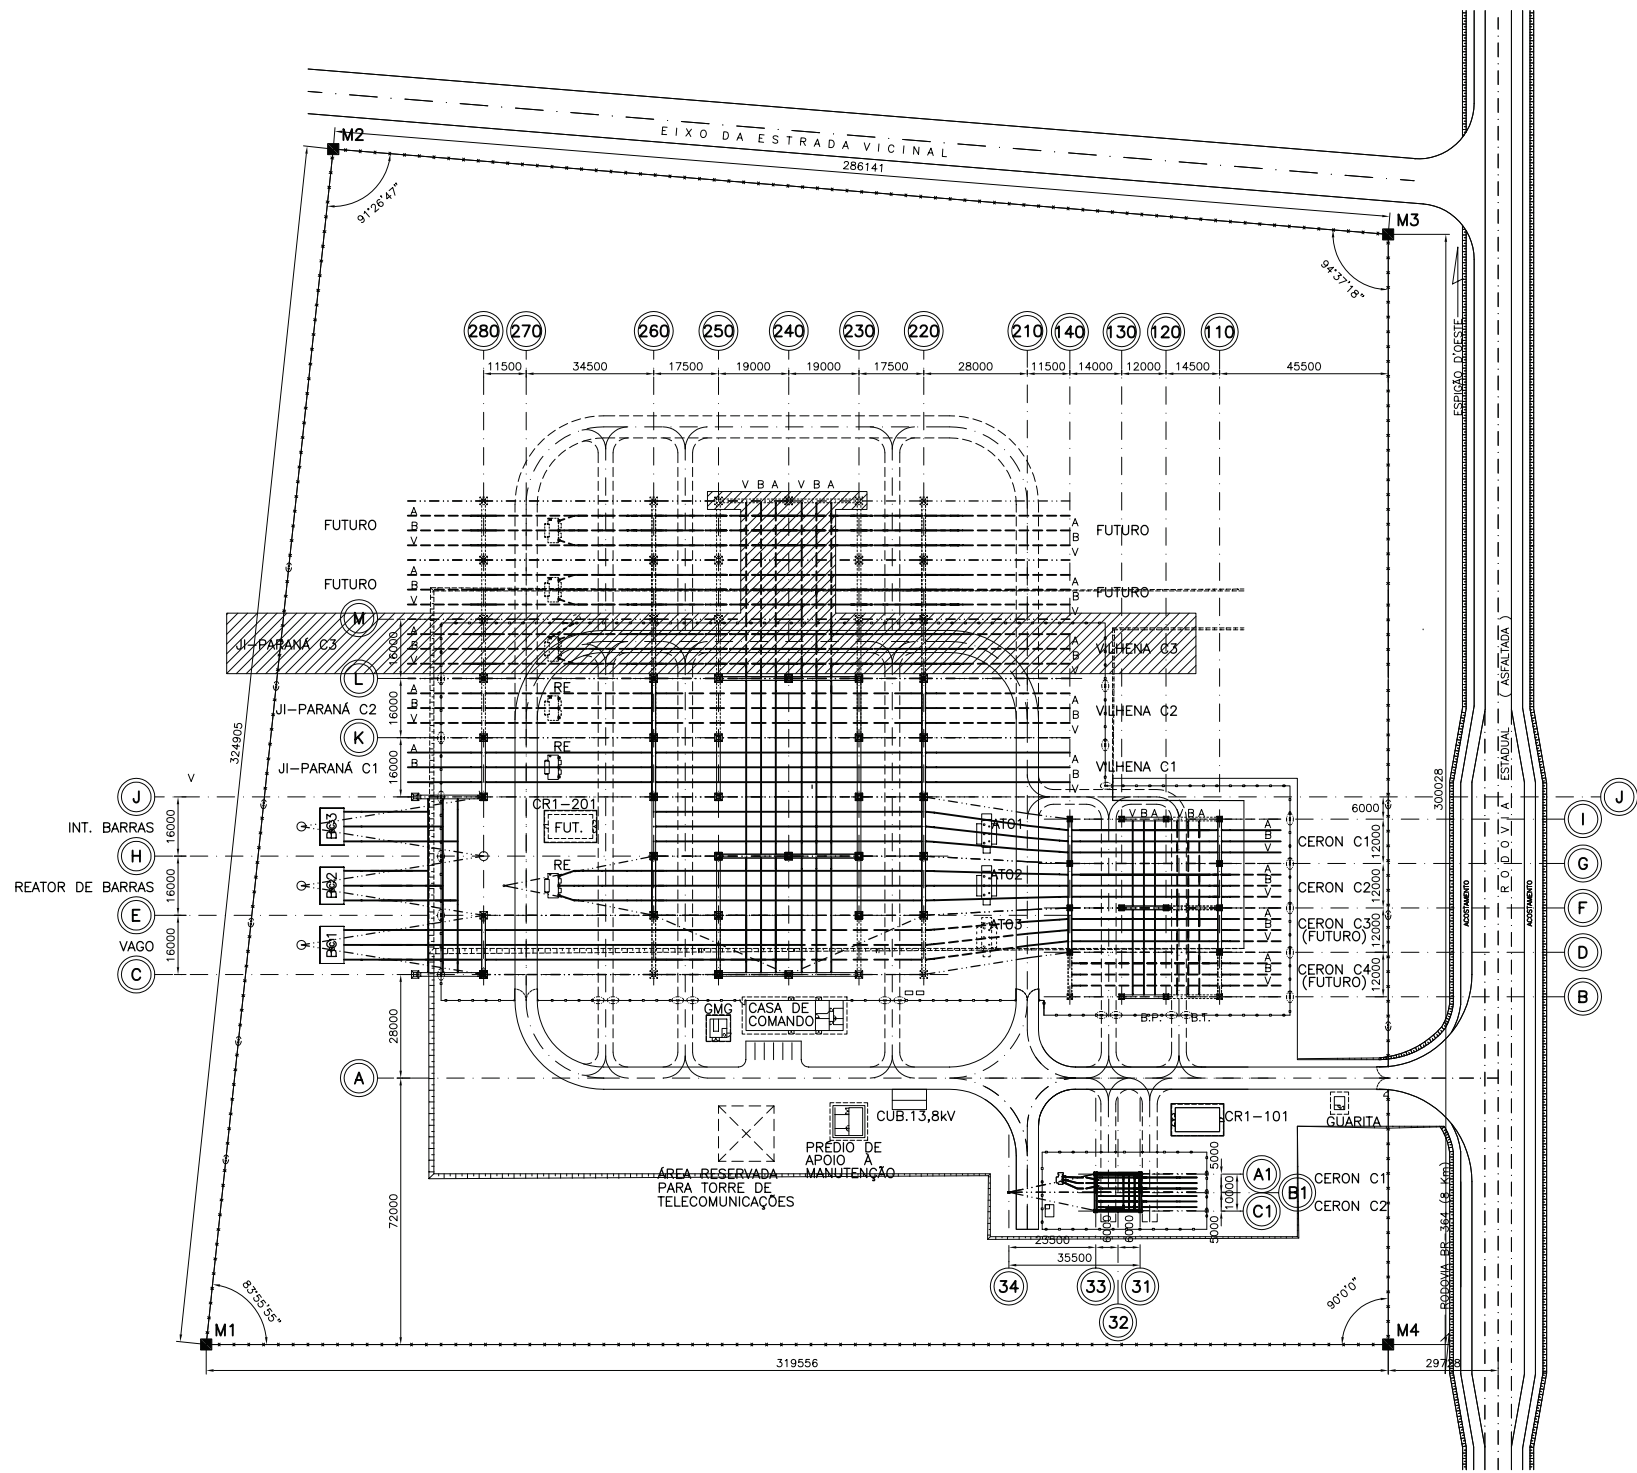 EIXO DA ESTRADA VICINAL
286141
M2
M3
91°26'47"
94°37'18"
280
270
260
250
240
230
220
210
140
130
120
110
11500
34500
17500
19000
19000
17500
28000
11500
14000
12000
14500
45500
ESPIGÃO D'OESTE
V B A V B A
FUTURO
A
B
V
A
B
V
FUTURO
FUTURO
A
B
V
A
B
V
FUTURO
M
JI-PARANÁ C3
A
B
V
16000
A
B
V
VILHENA C3
L
JI-PARANÁ C2
A
B
V
16000
RE
A
B
V
VILHENA C2
K
JI-PARANÁ C1
A
B
16000
RE
A
B
V
VILHENA C1
324905
300028
V
J
J
6000
CR1-201
FUT.
INT. BARRAS
16000
BC3
AT01
V B A V B A
A
B
V
CERON C1
12000
I
H
G
REATOR DE BARRAS
16000
BC2
RE
AT02
A
B
V
CERON C2
12000
E
F
VAGO
16000
BC1
AT03
A
B
V
CERON C3
(FUTURO)
12000
D
C
A
B
V
CERON C4
(FUTURO)
12000
B
B.P.
B.T.
GMG
CASA DE
COMANDO
28000
A
CUB.13,8kV
CR1-101
GUARITA
PRÉDIO DE
APOIO À
MANUTENÇÃO
ÁREA RESERVADA
PARA TORRE DE
TELECOMUNICAÇÕES
72000
5000
10000
5000
A1
B1
C1
CERON C1
CERON C2
23500
6000
6000
35500
34
33
32
31
83°55'55"
90°0'0"
M1
M4
319556
29728
RODOVIA ESTADUAL ( ASFALTADA )
ACOSTAMENTO
ACOSTAMENTO
RODOVIA BR-364 (8 Km)